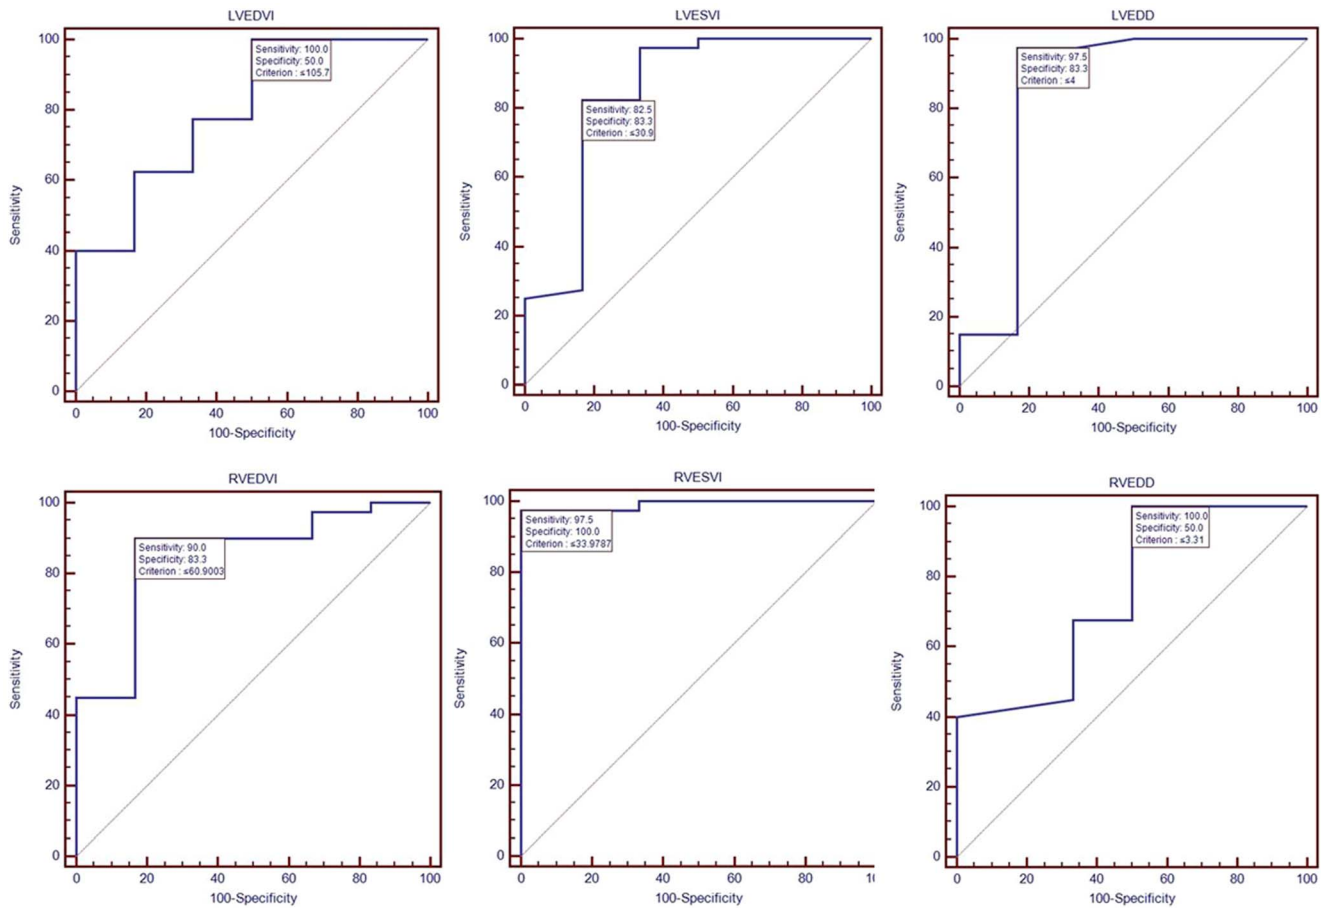 LVEDVI
100
80
60
40
20
0
Sensitivity
Sensitivity: 100.0
Specificity: 50.0
Criterion : ≤105.7
0 20 40 60 80 100
100-Specificity
LVESVI
100
80
60
40
20
0
Sensitivity
Sensitivity: 82.5
Specificity: 83.3
Criterion : ≤30.9
0 20 40 60 80 100
100-Specificity
LVEDD
100
80
60
40
20
0
Sensitivity
Sensitivity: 97.5
Specificity: 83.3
Criterion : ≤4
0 20 40 60 80 100
100-Specificity
RVEDVI
100
80
60
40
20
0
Sensitivity
Sensitivity: 90.0
Specificity: 83.3
Criterion : ≤60.9003
0 20 40 60 80 100
100-Specificity
RVESVI
100
80
60
40
20
0
Sensitivity
Sensitivity: 97.5
Specificity: 100.0
Criterion : ≤33.9787
0 20 40 60 80
100-Specificity
RVEDD
100
80
60
40
20
0
Sensitivity
Sensitivity: 100.0
Specificity: 50.0
Criterion : ≤3.31
0 20 40 60 80 100
100-Specificity